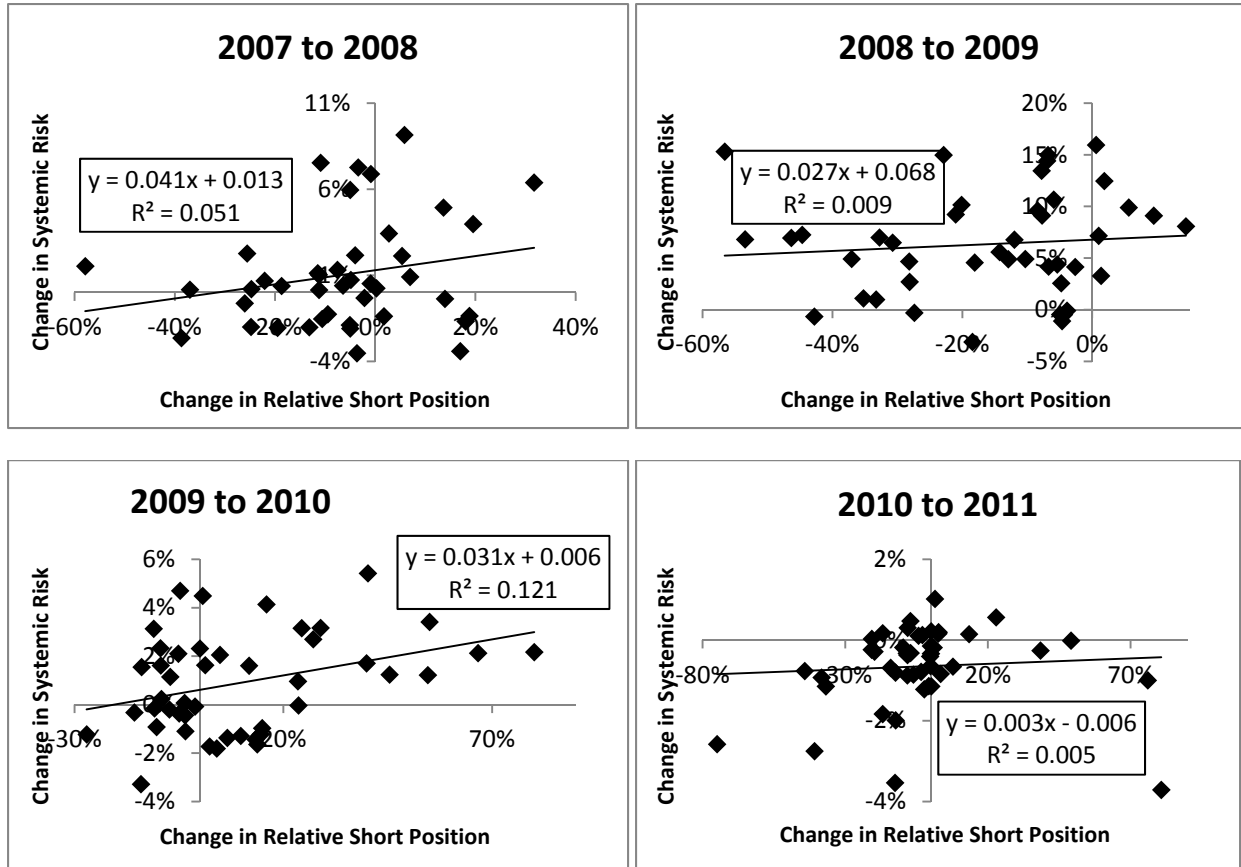 2007 to 2008
Change in Systemic Risk
11%
6%
1%
-4%
y = 0.041x + 0.013
R² = 0.051
-60%
-40%
-20%
0%
20%
40%
Change in Relative Short Position
2008 to 2009
Change in Systemic Risk
20%
15%
10%
5%
0%
-5%
y = 0.027x + 0.068
R² = 0.009
-60%
-40%
-20%
0%
Change in Relative Short Position
2009 to 2010
Change in Systemic Risk
6%
4%
2%
0%
-2%
-4%
y = 0.031x + 0.006
R² = 0.121
-30%
20%
70%
Change in Relative Short Position
2010 to 2011
Change in Systemic Risk
2%
0%
-2%
-4%
-80%
-30%
20%
70%
y = 0.003x - 0.006
R² = 0.005
Change in Relative Short Position